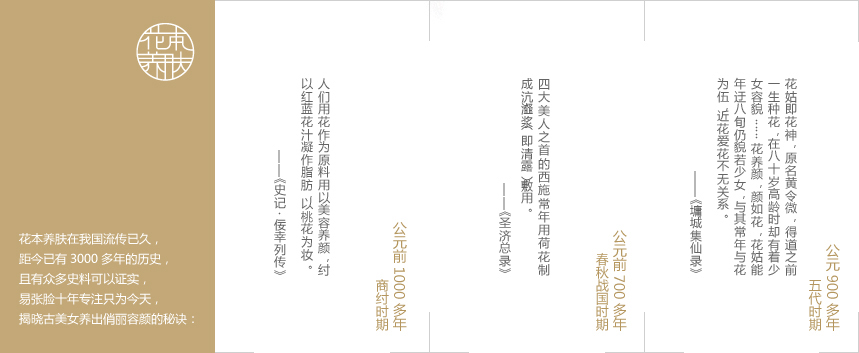 花本养肤
花本养肤在我国流传已久，
距今已有 3000 多年的历史，
且有众多史料可以证实，
易张脸十年专注只为今天，
揭晓古美女养出俏丽容颜的秘诀：
人们用花作为原料用以美容养颜，纣
以红蓝花汁凝作脂肪，以桃花为妆。
——《史记·佞幸列传》
公元前 1000 多年
商纣时期
四大美人之首的西施常年用荷花制
成沆瀣浆（即清露）敷用。
——《圣济总录》
公元前 700 多年
春秋战国时期
花姑即花神，原名黄令微，得道之前
一生种花，在八十岁高龄时却有着少
女容貌……花养颜，颜如花，花姑能
年迂八旬仍貌若少女，与其常年与花
为伍，近花爱花不无关系。
——《墉城集仙录》
公元 900 多年
五代时期